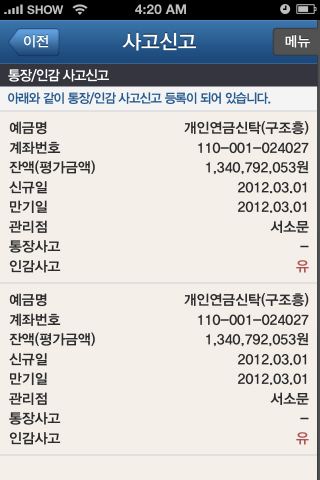 SHOW 4:20 AM
이전 사고신고 메뉴
통장/인감 사고신고
아래와 같이 통장/인감 사고신고 등록이 되어 있습니다.
예금명 개인연금신탁(구조흥)
계좌번호 110-001-024027
잔액(평가금액) 1,340,792,053원
신규일 2012.03.01
만기일 2012.03.01
관리점 서소문
통장사고 -
인감사고 유
예금명 개인연금신탁(구조흥)
계좌번호 110-001-024027
잔액(평가금액) 1,340,792,053원
신규일 2012.03.01
만기일 2012.03.01
관리점 서소문
통장사고 -
인감사고 유